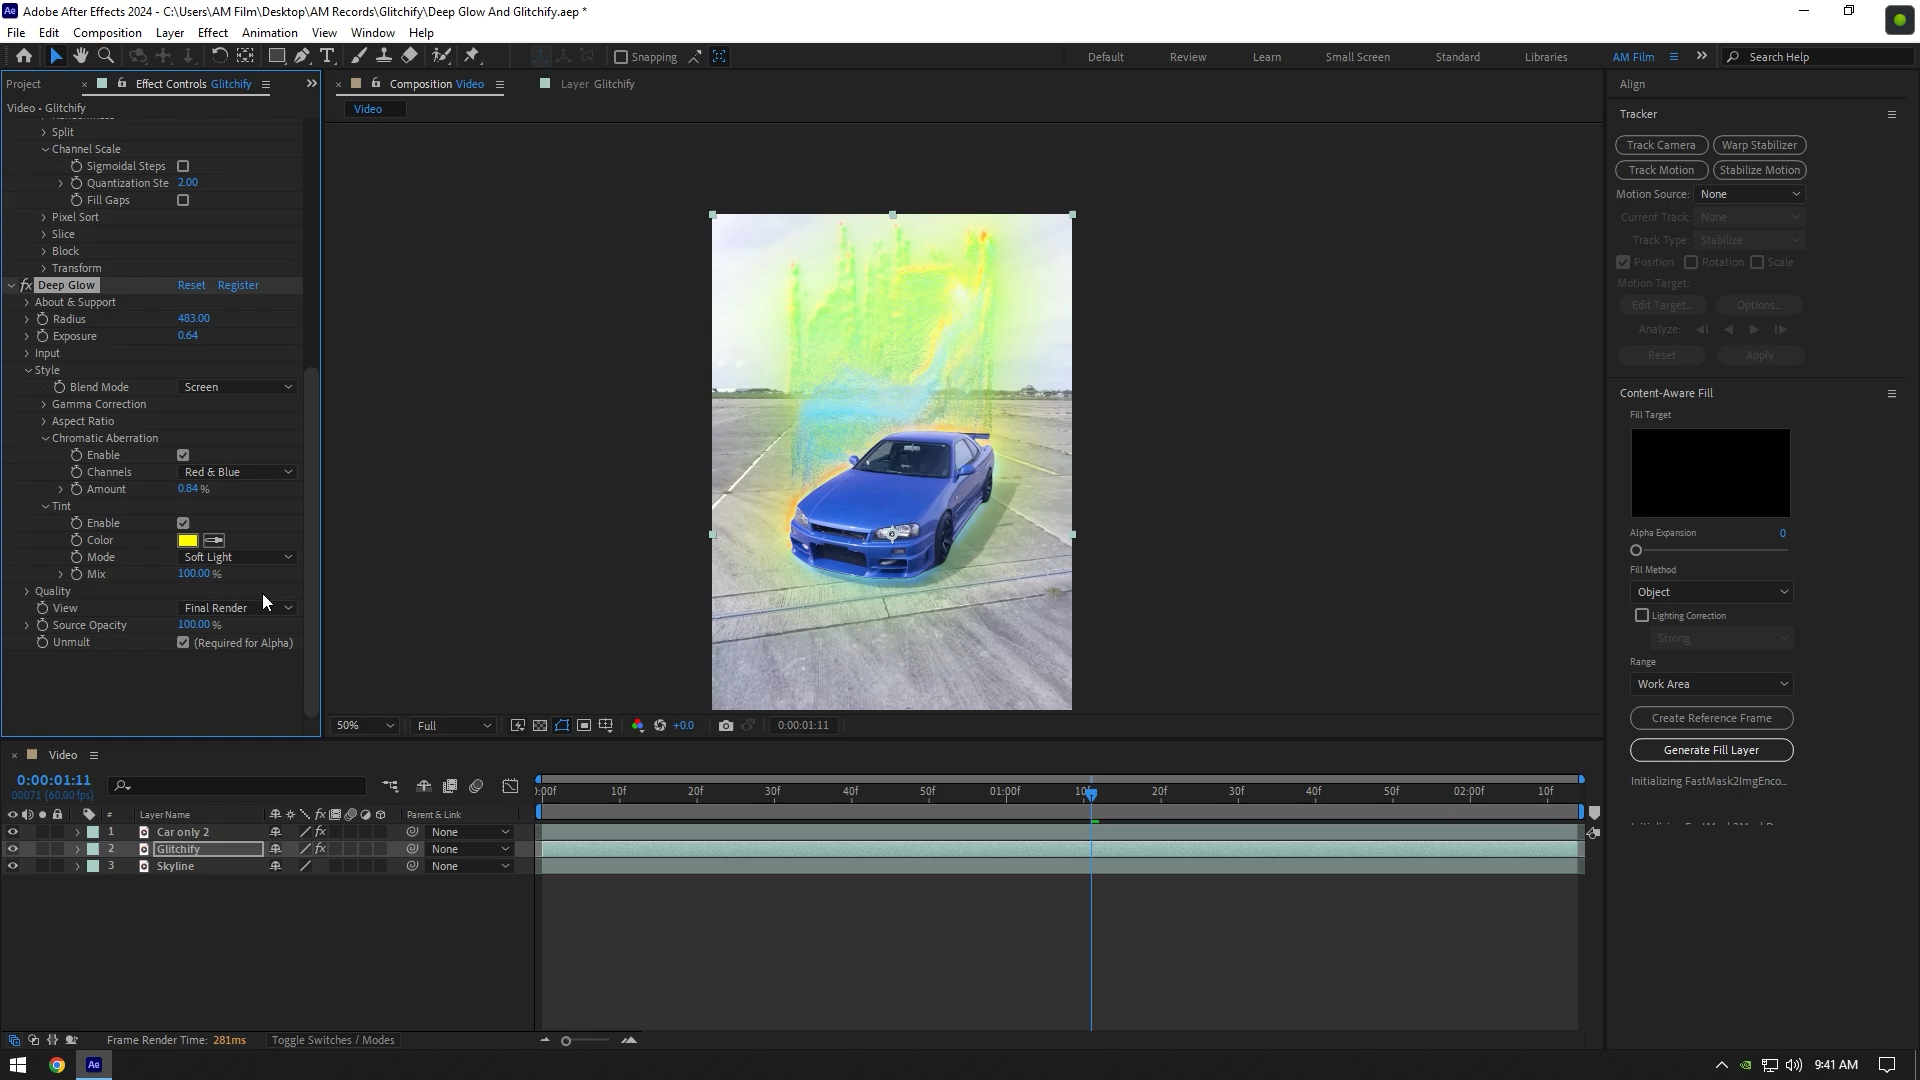 Adobe After Effects 2024 - C:\Users\AM Film\Desktop\AM Records\Glitchify\Deep Glow And Glitchify.aep *
File Edit Composition Layer Effect Animation View Window Help
Snapping
Default Review Learn Small Screen Standard Libraries AM Film Search Help
Project Effect Controls Glitchify
Composition Video Layer Glitchify
Video • Glitchify
Video
Split
Channel Scale
Sigmoidal Steps
Quantization Ste 2.00
Fill Gaps
Pixel Sort
Slice
Block
Transform
fx Deep Glow Reset Register
About & Support
Radius 483.00
Exposure 0.64
Input
Style
Blend Mode Screen
Gamma Correction
Aspect Ratio
Chromatic Aberration
Enable
Channels Red & Blue
Amount 0.84 %
Tint
Enable
Color
Mode Soft Light
Mix 100.00 %
Quality
View Final Render
Source Opacity 100.00 %
Unmult (Required for Alpha)
50% Full +0.0 0:00:01:11
Align
Tracker
Track Camera Warp Stabilizer
Track Motion Stabilize Motion
Motion Source: None
Current Track: None
Track Type: Stabilize
Position Rotation Scale
Motion Target:
Edit Target... Options...
Analyze:
Reset Apply
Content-Aware Fill
Fill Target
Alpha Expansion 0
Fill Method
Object
Lighting Correction
Strong
Range
Work Area
Create Reference Frame
Generate Fill Layer
Initializing FastMask2ImgEnco...
Video
0:00:01:11
00071 (60.00 fps)
# Layer Name fx Parent & Link
1 Car only 2 fx None
2 Glitchify fx None
3 Skyline None
:00f 10f 20f 30f 40f 50f 01:00f 10f 20f 30f 40f 50f 02:00f 10f
Frame Render Time: 281ms Toggle Switches / Modes
Ae
9:41 AM